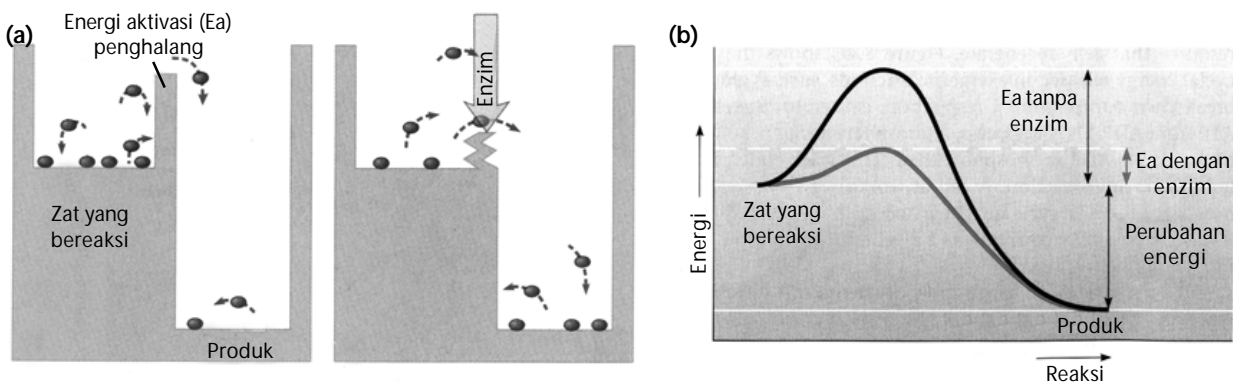 (a)
Energi aktivasi (Ea)
penghalang
Enzim
Zat yang
bereaksi
Produk
(b)
Energi
Ea tanpa
enzim
Ea dengan
enzim
Zat yang
bereaksi
Perubahan
energi
Produk
Reaksi